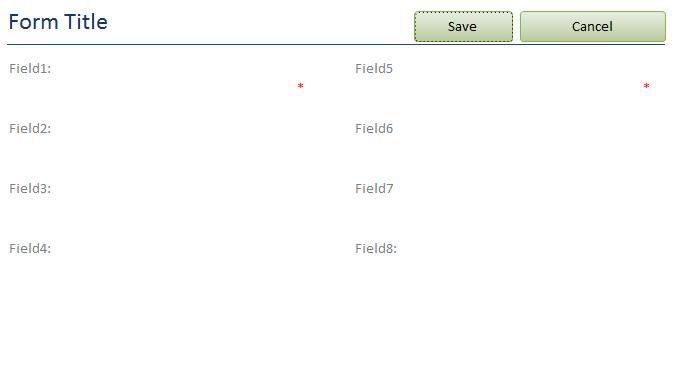 Form Title Save Cancel
Field1: Field5
* *
Field2: Field6
Field3: Field7
Field4: Field8: